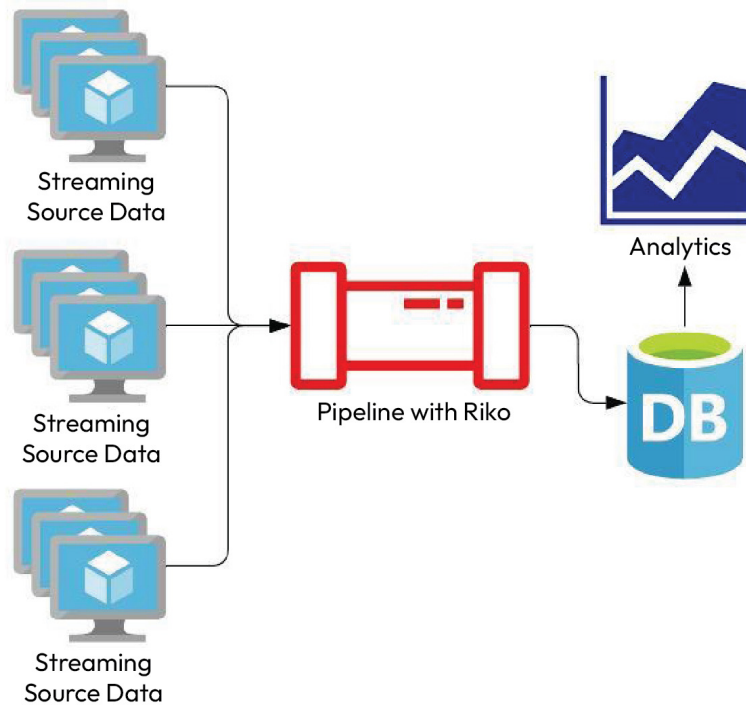 Streaming
Source Data
Analytics
Pipeline with Riko
Streaming
Source Data
DB
Streaming
Source Data